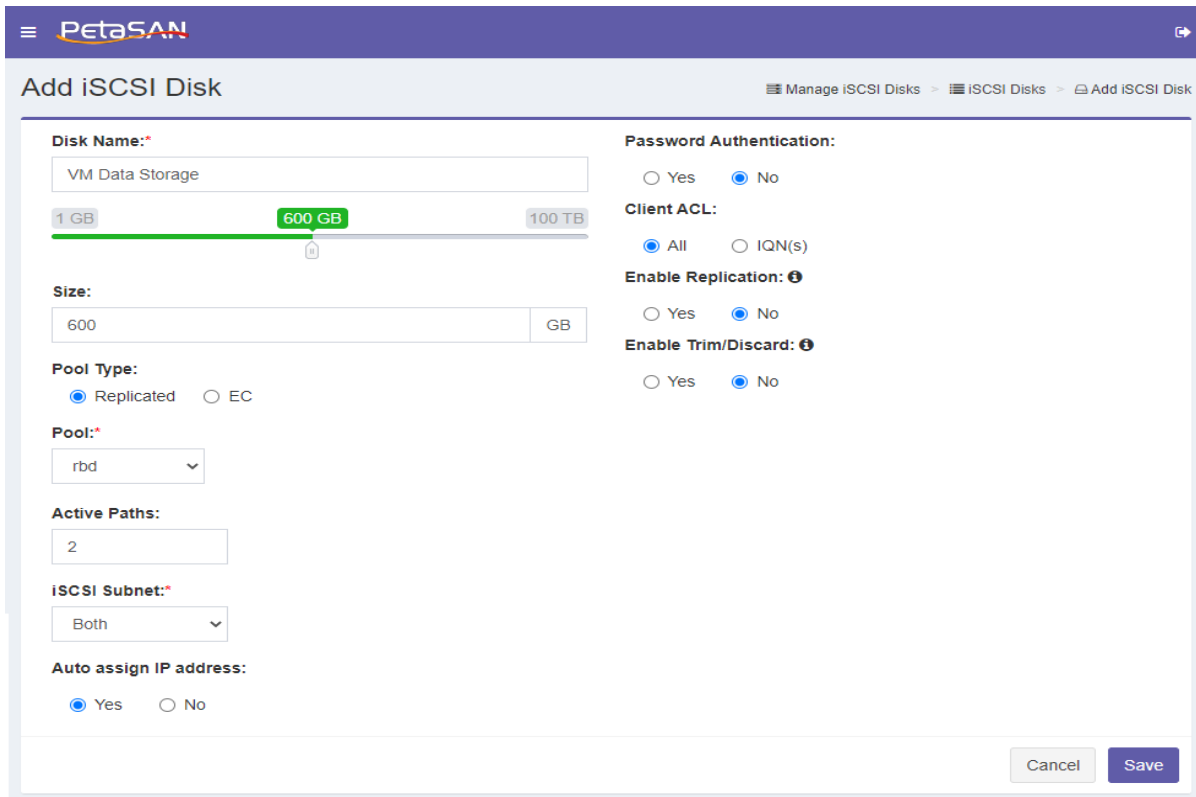 PetaSAN
Add iSCSI Disk
Manage iSCSI Disks > iSCSI Disks > Add iSCSI Disk
Disk Name:*
VM Data Storage
1 GB 600 GB 100 TB
Size:
600 GB
Pool Type:
Replicated EC
Pool:*
rbd
Active Paths:
2
iSCSI Subnet:*
Both
Auto assign IP address:
Yes No
Password Authentication:
Yes No
Client ACL:
All IQN(s)
Enable Replication:
Yes No
Enable Trim/Discard:
Yes No
Cancel Save